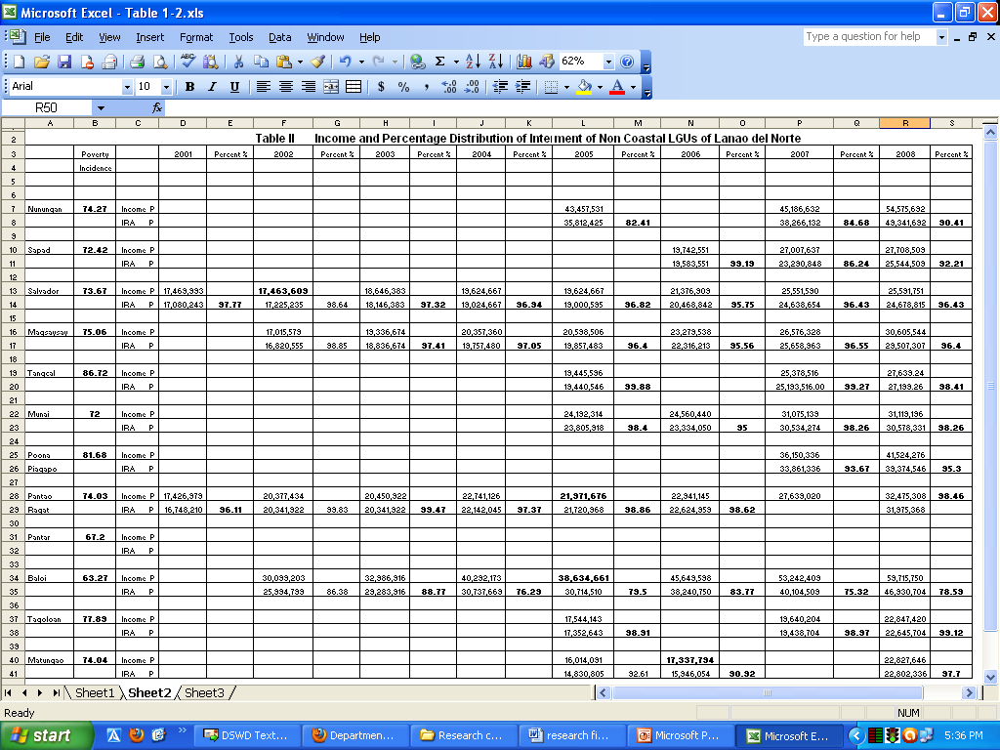 Microsoft Excel - Table 1-2.xls
File Edit View Insert Format Tools Data Window Help Type a question for help
62%
Arial 10 B I U $ % , A
R50 fx
A B C D E F G H I J K L M N O P Q R S
2 Table II Income and Percentage Distribution of Inter ment of Non Coastal LGUs of Lanao del Norte
3 Poverty 2001 Percent % 2002 Percent % 2003 Percent % 2004 Percent % 2005 Percent % 2006 Percent % 2007 Percent % 2008 Percent %
4 Incidence
5
6
7 Nunungan 74.27 Income P 43,457,531 45,186,632 54,575,692
8 IRA P 35,812,425 82.41 38,266,132 84.68 49,341,692 90.41
9
10 Sapad 72.42 Income P 19,742,551 27,007,637 27,708,509
11 IRA P 19,583,551 99.19 23,290,848 86.24 25,544,509 92.21
12
13 Salvador 73.67 Income P 17,469,993 17,463,609 18,646,383 19,624,667 19,624,667 21,376,909 25,551,590 25,591,751
14 IRA P 17,080,243 97.77 17,225,235 98.64 18,146,383 97.32 19,024,667 96.94 19,000,595 96.82 20,468,842 95.75 24,638,654 96.43 24,678,815 96.43
15
16 Magsaysay 75.06 Income P 17,015,579 19,336,674 20,357,360 20,598,506 23,279,538 26,576,328 30,605,544
17 IRA P 16,820,555 98.85 18,836,674 97.41 19,757,480 97.05 19,857,483 96.4 22,316,213 95.56 25,658,963 96.55 29,507,307 96.4
18
19 Tangcal 86.72 Income P 19,445,596 25,378,516 27,639.24
20 IRA P 19,440,546 99.88 25,193,516.00 99.27 27,199.26 98.41
21
22 Munai 72 Income P 24,192,314 24,560,440 31,075,139 31,119,196
23 IRA P 23,805,918 98.4 23,334,050 95 30,534,274 98.26 30,578,331 98.26
24
25 Poona 81.68 Income P 36,150,336 41,524,276
26 Piagapo IRA P 33,861,336 93.67 39,374,546 95.3
27
28 Pantao 74.03 Income P 17,426,979 20,377,434 20,450,922 22,741,126 21,971,676 22,941,145 27,639,020 32,475,308 98.46
29 Ragat IRA P 16,748,210 96.11 20,341,922 99.83 20,341,922 99.47 22,142,045 97.37 21,720,968 98.86 22,624,959 98.62 31,975,368
30
31 Pantar 67.2 Income P
32 IRA P
33
34 Baloi 63.27 Income P 30,099,203 32,986,916 40,292,173 38,634,661 45,649,598 53,242,409 59,715,750
35 IRA P 25,994,799 86.38 29,283,916 88.77 30,737,669 76.29 30,714,510 79.5 38,240,750 83.77 40,104,509 75.32 46,930,704 78.59
36
37 Tagoloan 77.89 Income P 17,544,143 19,640,204 22,847,420
38 IRA P 17,352,643 98.91 19,438,704 98.97 22,645,704 99.12
39
40 Matungao 74.04 Income P 16,014,091 17,337,794 22,827,646
41 IRA P 14,830,805 92.61 15,946,054 90.92 22,802,336 97.7
Sheet1 Sheet2 Sheet3
Ready NUM
start DSWD Text... Departmen... Research c... research fi... Microsoft P... Microsoft E... 5:36 PM